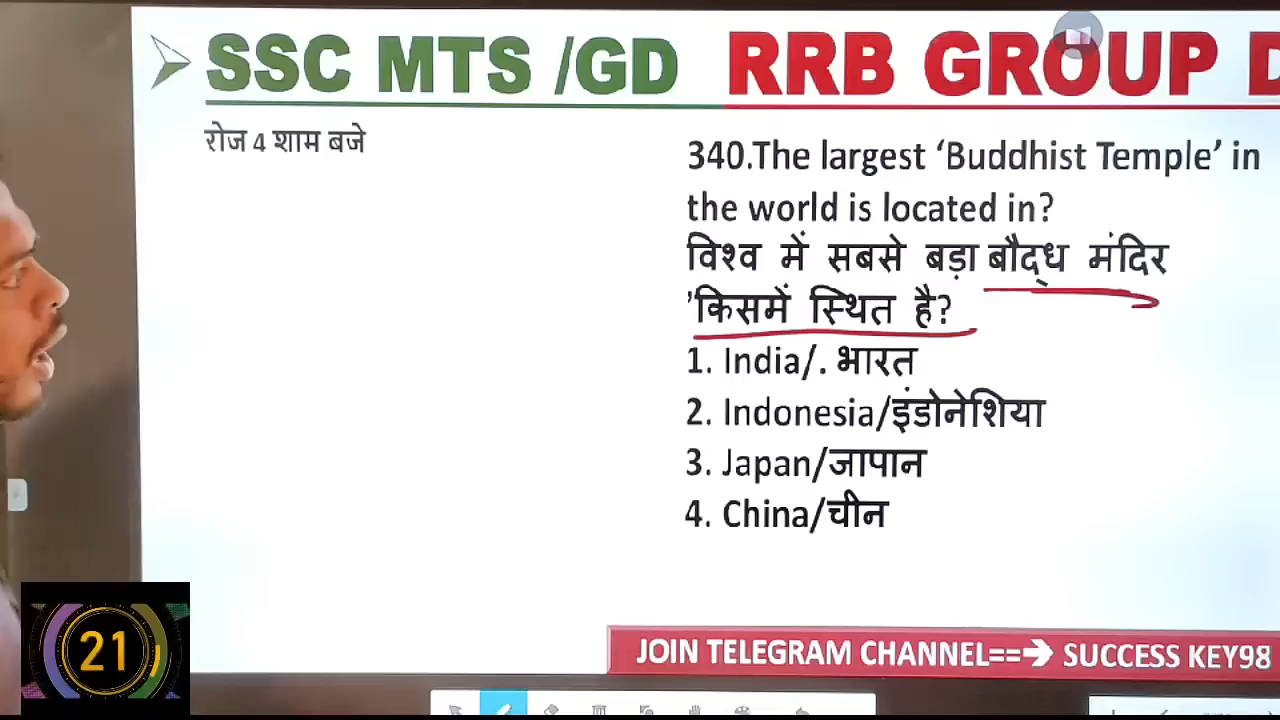 SSC MTS /GD RRB GROUP D
रोज 4 शाम बजे
340.The largest ‘Buddhist Temple’ in
the world is located in?
विश्व में सबसे बड़ा बौद्ध मंदिर
’किसमें स्थित है?
1. India/. भारत
2. Indonesia/इंडोनेशिया
3. Japan/जापान
4. China/चीन
21
JOIN TELEGRAM CHANNEL==➔ SUCCESS KEY98